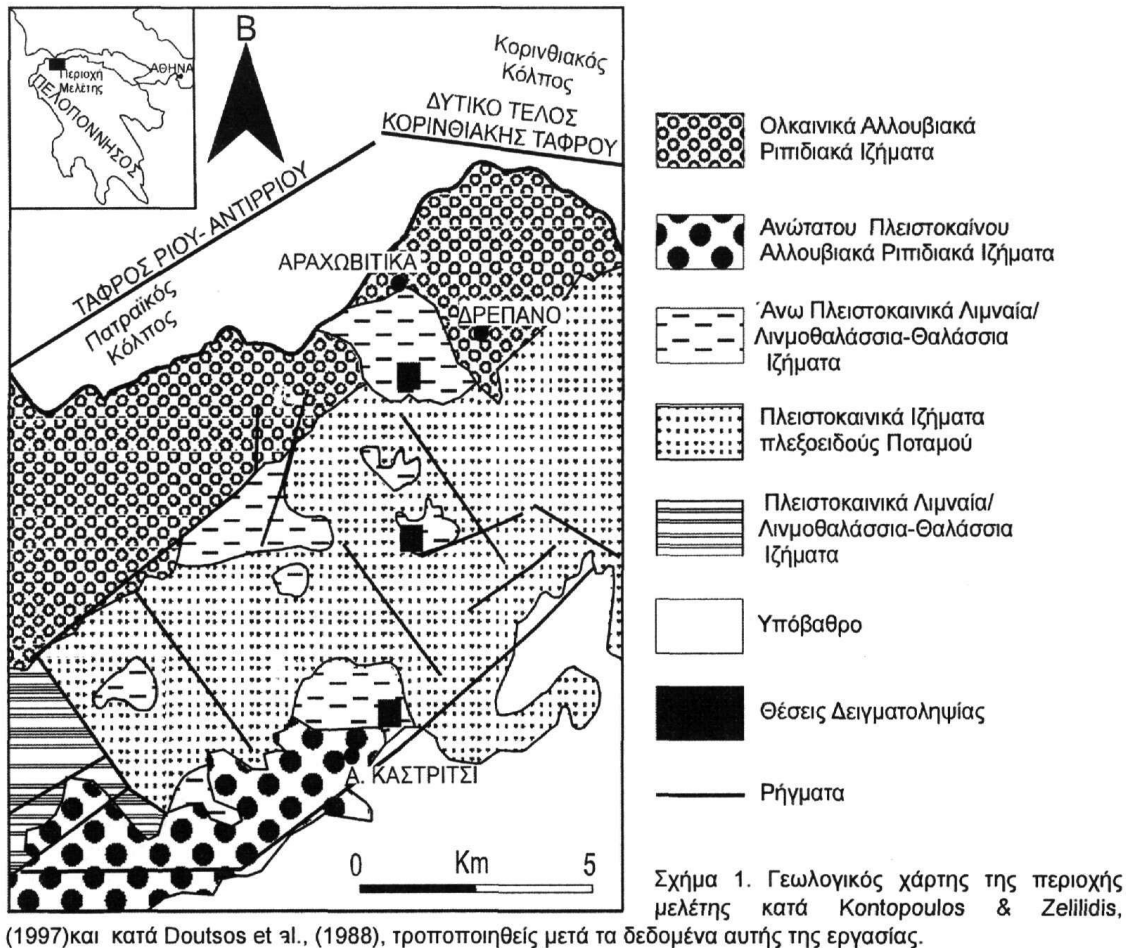 Β
Κορινθιακός
Κόλπος
ΔΥΤΙΚΟ ΤΕΛΟΣ
ΚΟΡΙΝΘΙΑΚΗΣ ΤΑΦΡΟΥ
ΑΘΗΝΑ
Περιοχή
Μελέτης
ΠΕΛΟΠΟΝΝΗΣΟΣ
ΤΑΦΡΟΣ ΡΙΟΥ- ΑΝΤΙΡΡΙΟΥ
Πατραϊκός
Κόλπος
ΑΡΑΧΩΒΙΤΙΚΑ
ΔΡΕΠΑΝΟ
Α. ΚΑΣΤΡΙΤΣΙ
0 Km 5
Ολκαινικά Αλλουβιακά
Ριπιδιακά Ιζήματα
Ανώτατου Πλειστοκαίνου
Αλλουβιακά Ριπιδιακά Ιζήματα
Άνω Πλειστοκαινικά Λιμναία/
Λινμοθαλάσσια-Θαλάσσια
Ιζήματα
Πλειστοκαινικά Ιζήματα
πλεξοειδούς Ποταμού
Πλειστοκαινικά Λιμναία/
Λινμοθαλάσσια-Θαλάσσια
Ιζήματα
Υπόβαθρο
Θέσεις Δειγματοληψίας
Ρήγματα
Σχήμα 1. Γεωλογικός χάρτης της περιοχής
μελέτης κατά Kontopoulos & Zelilidis,
(1997)και κατά Doutsos et al., (1988), τροποποιηθείς μετά τα δεδομένα αυτής της εργασίας.